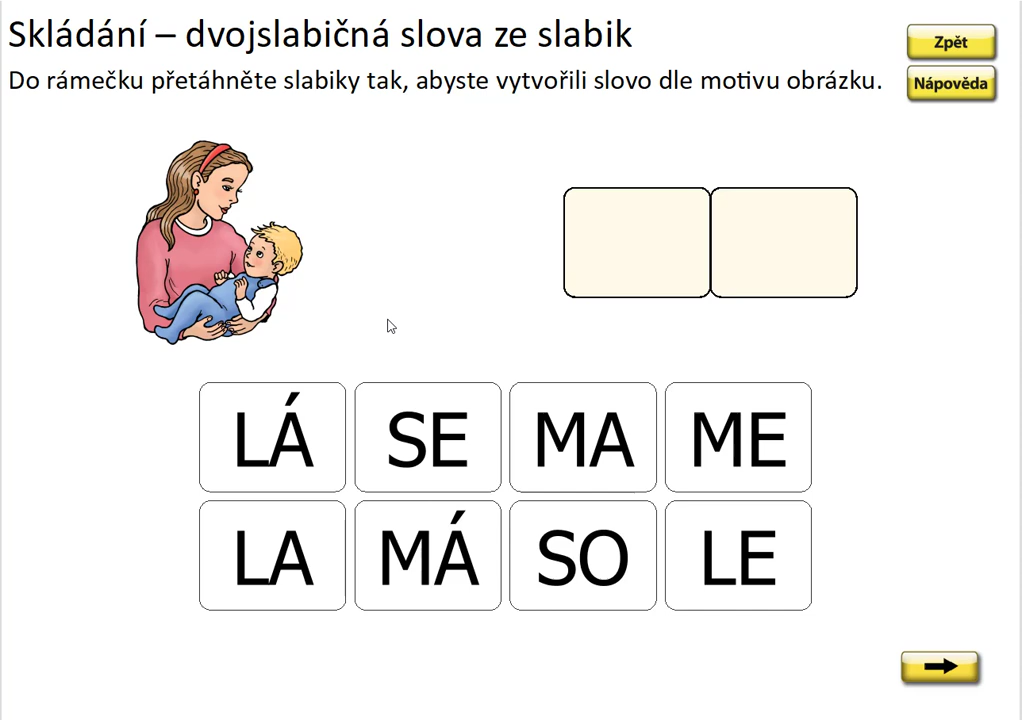 Skládání – dvojslabičná slova ze slabik
Zpět
Do rámečku přetáhněte slabiky tak, abyste vytvořili slovo dle motivu obrázku.
Nápověda
LÁ SE MA ME
LA MÁ SO LE